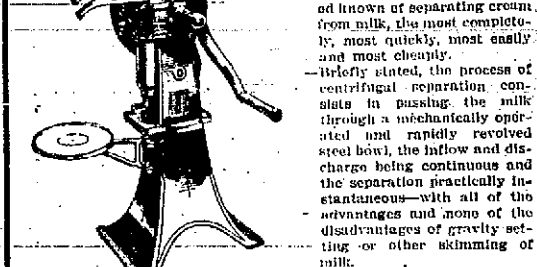 ed known of separating cream
from milk, the most complete-
ly, most quickly, most easily
and most cheaply.
—Briefly stated, the process of
centrifugal separation con-
sists in passing the milk
through a mechanically oper-
ated and rapidly revolved
steel bowl, the inflow and dis-
charge being continuous and
the separation practically in-
stantaneous—with all of the
advantages and none of the
disadvantages of gravity set-
ting or other skimming of
milk.